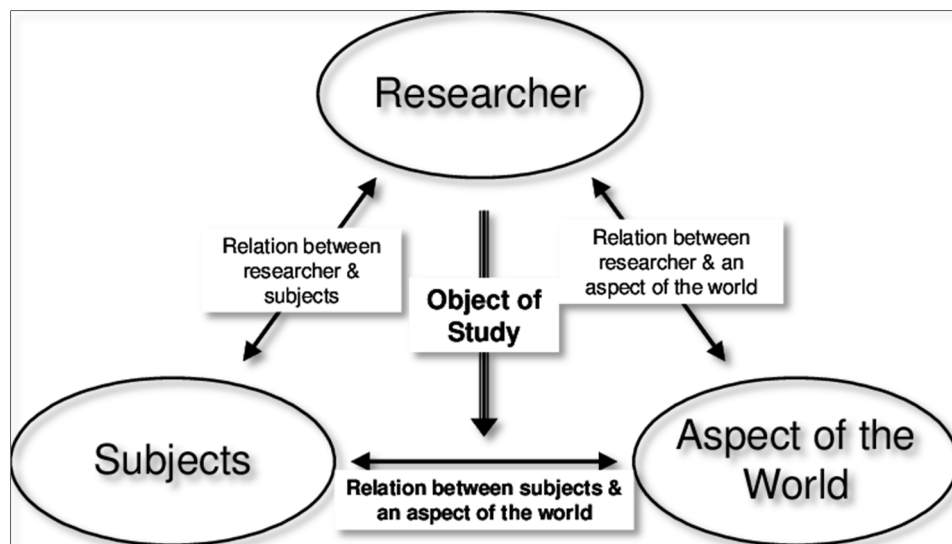 Researcher
Relation between
researcher &
subjects
Relation between
researcher & an
aspect of the world
Object of
Study
Subjects
Aspect of the
World
Relation between subjects &
an aspect of the world